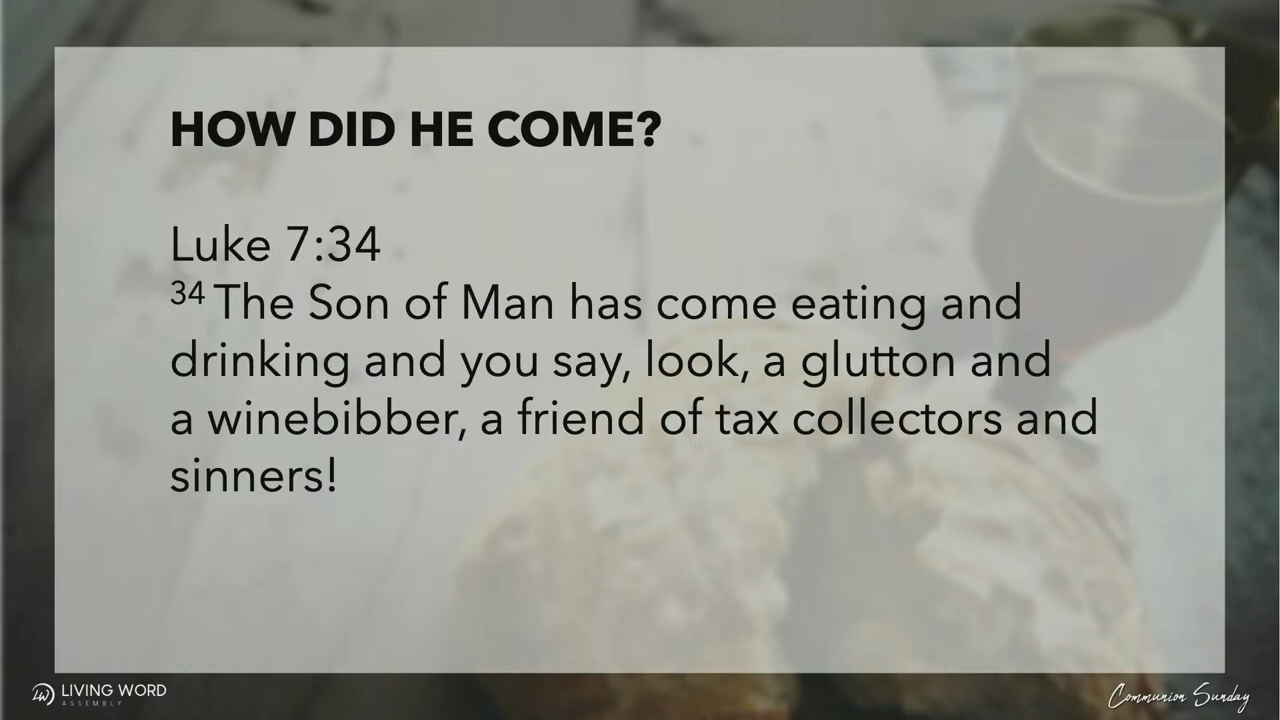 HOW DID HE COME?
Luke 7:34
34 The Son of Man has come eating and
drinking and you say, look, a glutton and
a winebibber, a friend of tax collectors and
sinners!
LW LIVING WORD
ASSEMBLY
Communion Sunday